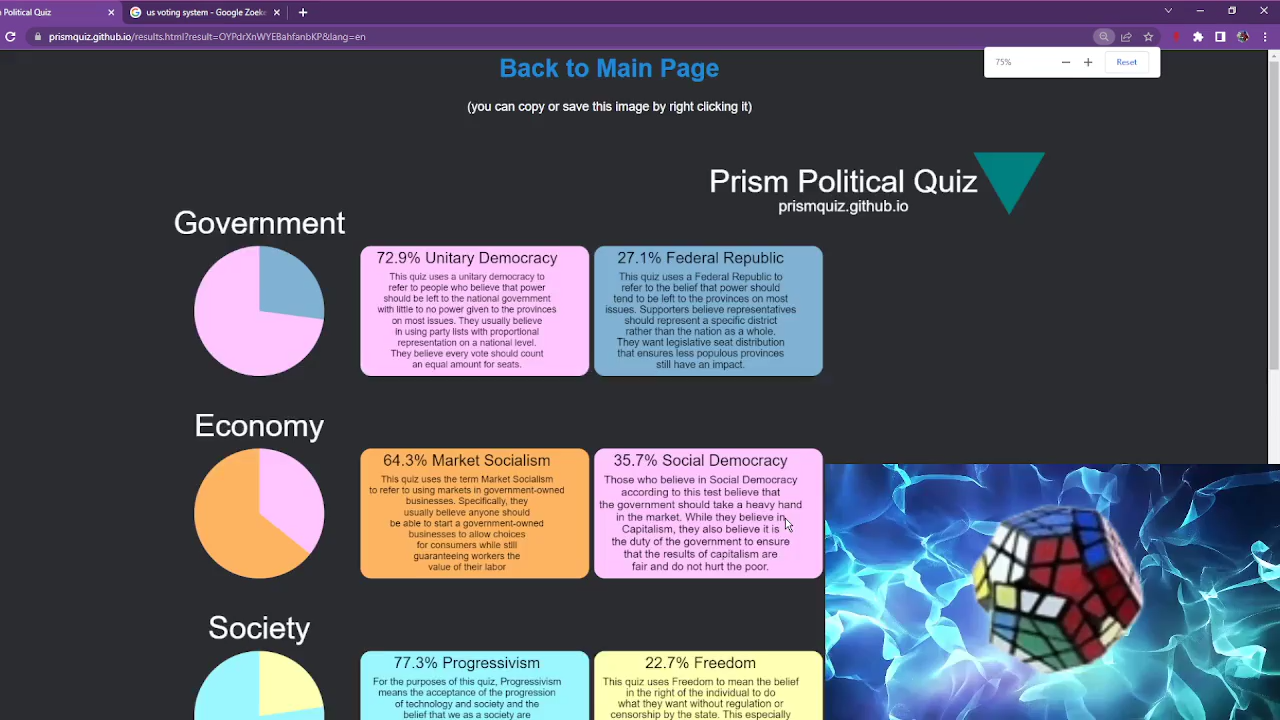 Political Quiz
us voting system - Google Zoek
prismquiz.github.io/results.html?result=OYPdrXnWYEBahfanbKP&lang=en
75%
Reset
Back to Main Page
(you can copy or save this image by right clicking it)
Prism Political Quiz
prismquiz.github.io
Government
72.9% Unitary Democracy
This quiz uses a unitary democracy to
refer to people who believe that power
should be left to the national government
with little to no power given to the provinces
on most issues. They usually believe
in using party lists with proportional
representation on a national level.
They believe every vote should count
an equal amount for seats.
27.1% Federal Republic
This quiz uses a Federal Republic to
refer to the belief that power should
tend to be left to the provinces on most
issues. Supporters believe representatives
should represent a specific district
rather than the nation as a whole.
They want legislative seat distribution
that ensures less populous provinces
still have an impact.
Economy
64.3% Market Socialism
This quiz uses the term Market Socialism
to refer to using markets in government-owned
businesses. Specifically, they
usually believe anyone should
be able to start a government-owned
businesses to allow choices
for consumers while still
guaranteeing workers the
value of their labor
35.7% Social Democracy
Those who believe in Social Democracy
according to this test believe that
the government should take a heavy hand
in the market. While they believe in
Capitalism, they also believe it is
the duty of the government to ensure
that the results of capitalism are
fair and do not hurt the poor.
Society
77.3% Progressivism
For the purposes of this quiz, Progressivism
means the acceptance of the progression
of technology and society and the
belief that we as a society are
22.7% Freedom
This quiz uses Freedom to mean the belief
in the right of the individual to do
what they want without regulation or
censorship by the state. This especially